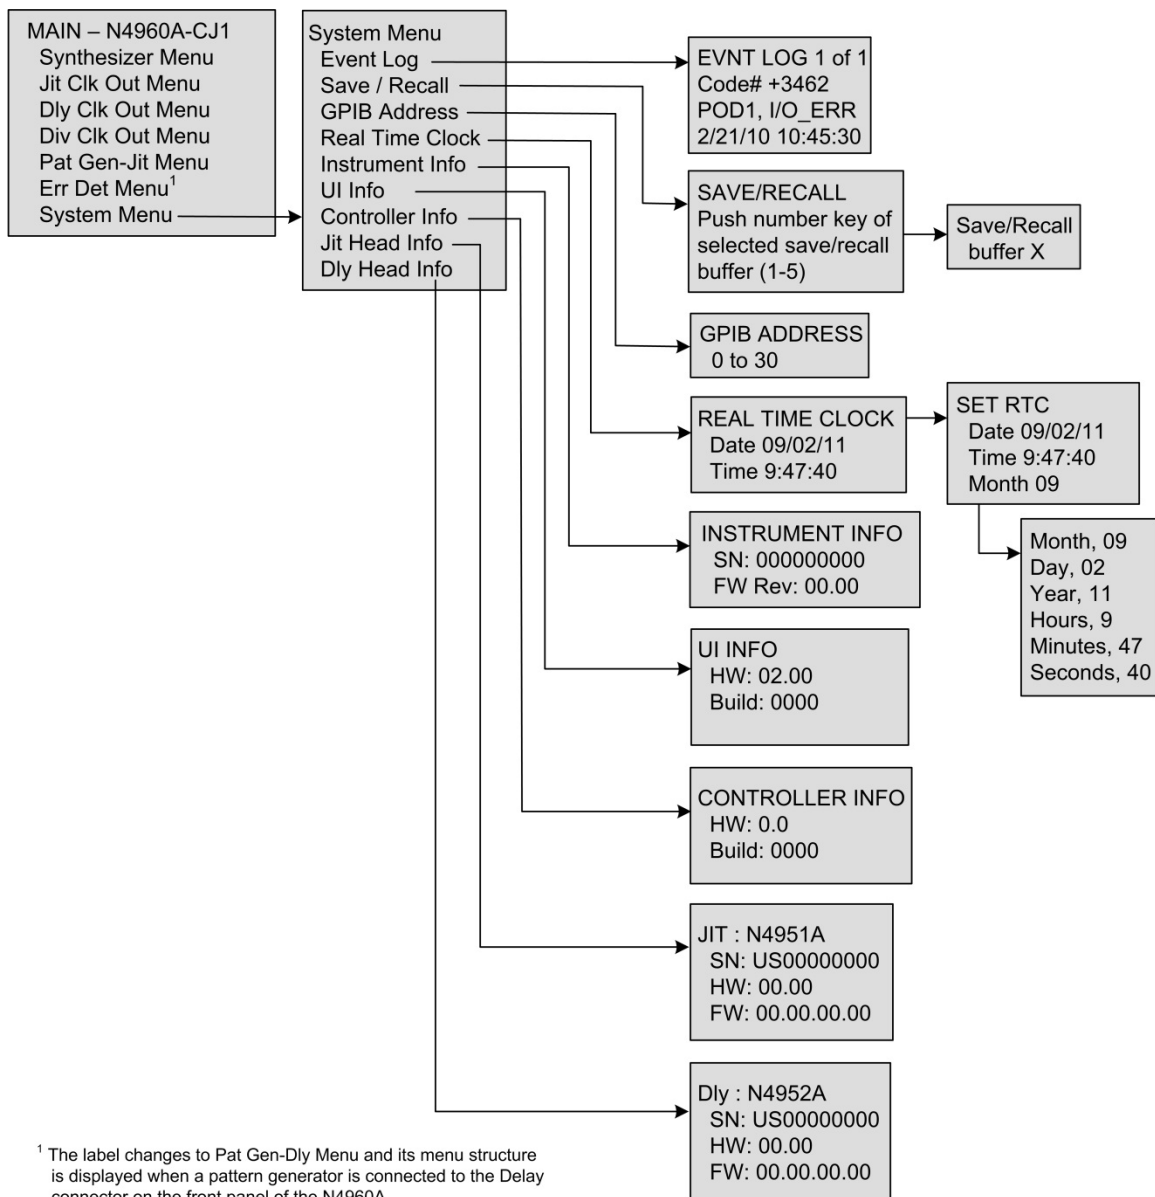 MAIN – N4960A-CJ1
Synthesizer Menu
Jit Clk Out Menu
Dly Clk Out Menu
Div Clk Out Menu
Pat Gen-Jit Menu
Err Det Menu¹
System Menu
System Menu
Event Log
Save / Recall
GPIB Address
Real Time Clock
Instrument Info
UI Info
Controller Info
Jit Head Info
Dly Head Info
EVNT LOG 1 of 1
Code# +3462
POD1, I/O_ERR
2/21/10 10:45:30
SAVE/RECALL
Push number key of
selected save/recall
buffer (1-5)
Save/Recall
buffer X
GPIB ADDRESS
0 to 30
REAL TIME CLOCK
Date 09/02/11
Time 9:47:40
SET RTC
Date 09/02/11
Time 9:47:40
Month 09
Month, 09
Day, 02
Year, 11
Hours, 9
Minutes, 47
Seconds, 40
INSTRUMENT INFO
SN: 000000000
FW Rev: 00.00
UI INFO
HW: 02.00
Build: 0000
CONTROLLER INFO
HW: 0.0
Build: 0000
JIT : N4951A
SN: US00000000
HW: 00.00
FW: 00.00.00.00
Dly : N4952A
SN: US00000000
HW: 00.00
FW: 00.00.00.00
¹ The label changes to Pat Gen-Dly Menu and its menu structure
is displayed when a pattern generator is connected to the Delay
connector on the front panel of the N4960A